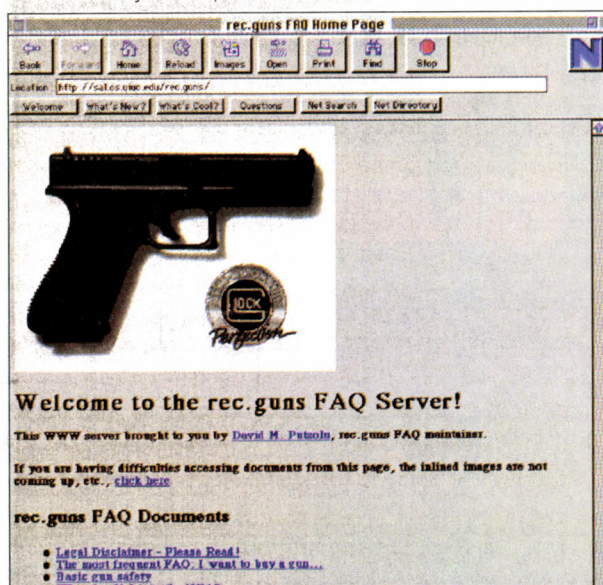 rec.guns FAQ Home Page
Back Forward Home Reload Images Open Print Find Stop
N
Location: http://sal.cs.uiuc.edu/rec.guns/
Welcome What's New? What's Cool? Questions Net Search Net Directory
GLOCK
Perfection
Welcome to the rec.guns FAQ Server!
This WWW server brought to you by David M. Putzolu, rec.guns FAQ maintainer.
If you are having difficulties accessing documents from this page, the inlined images are not
coming up, etc., click here
rec.guns FAQ Documents
Legal Disclaimer - Please Read!
The most frequent FAQ: I want to buy a gun...
Basic gun safety